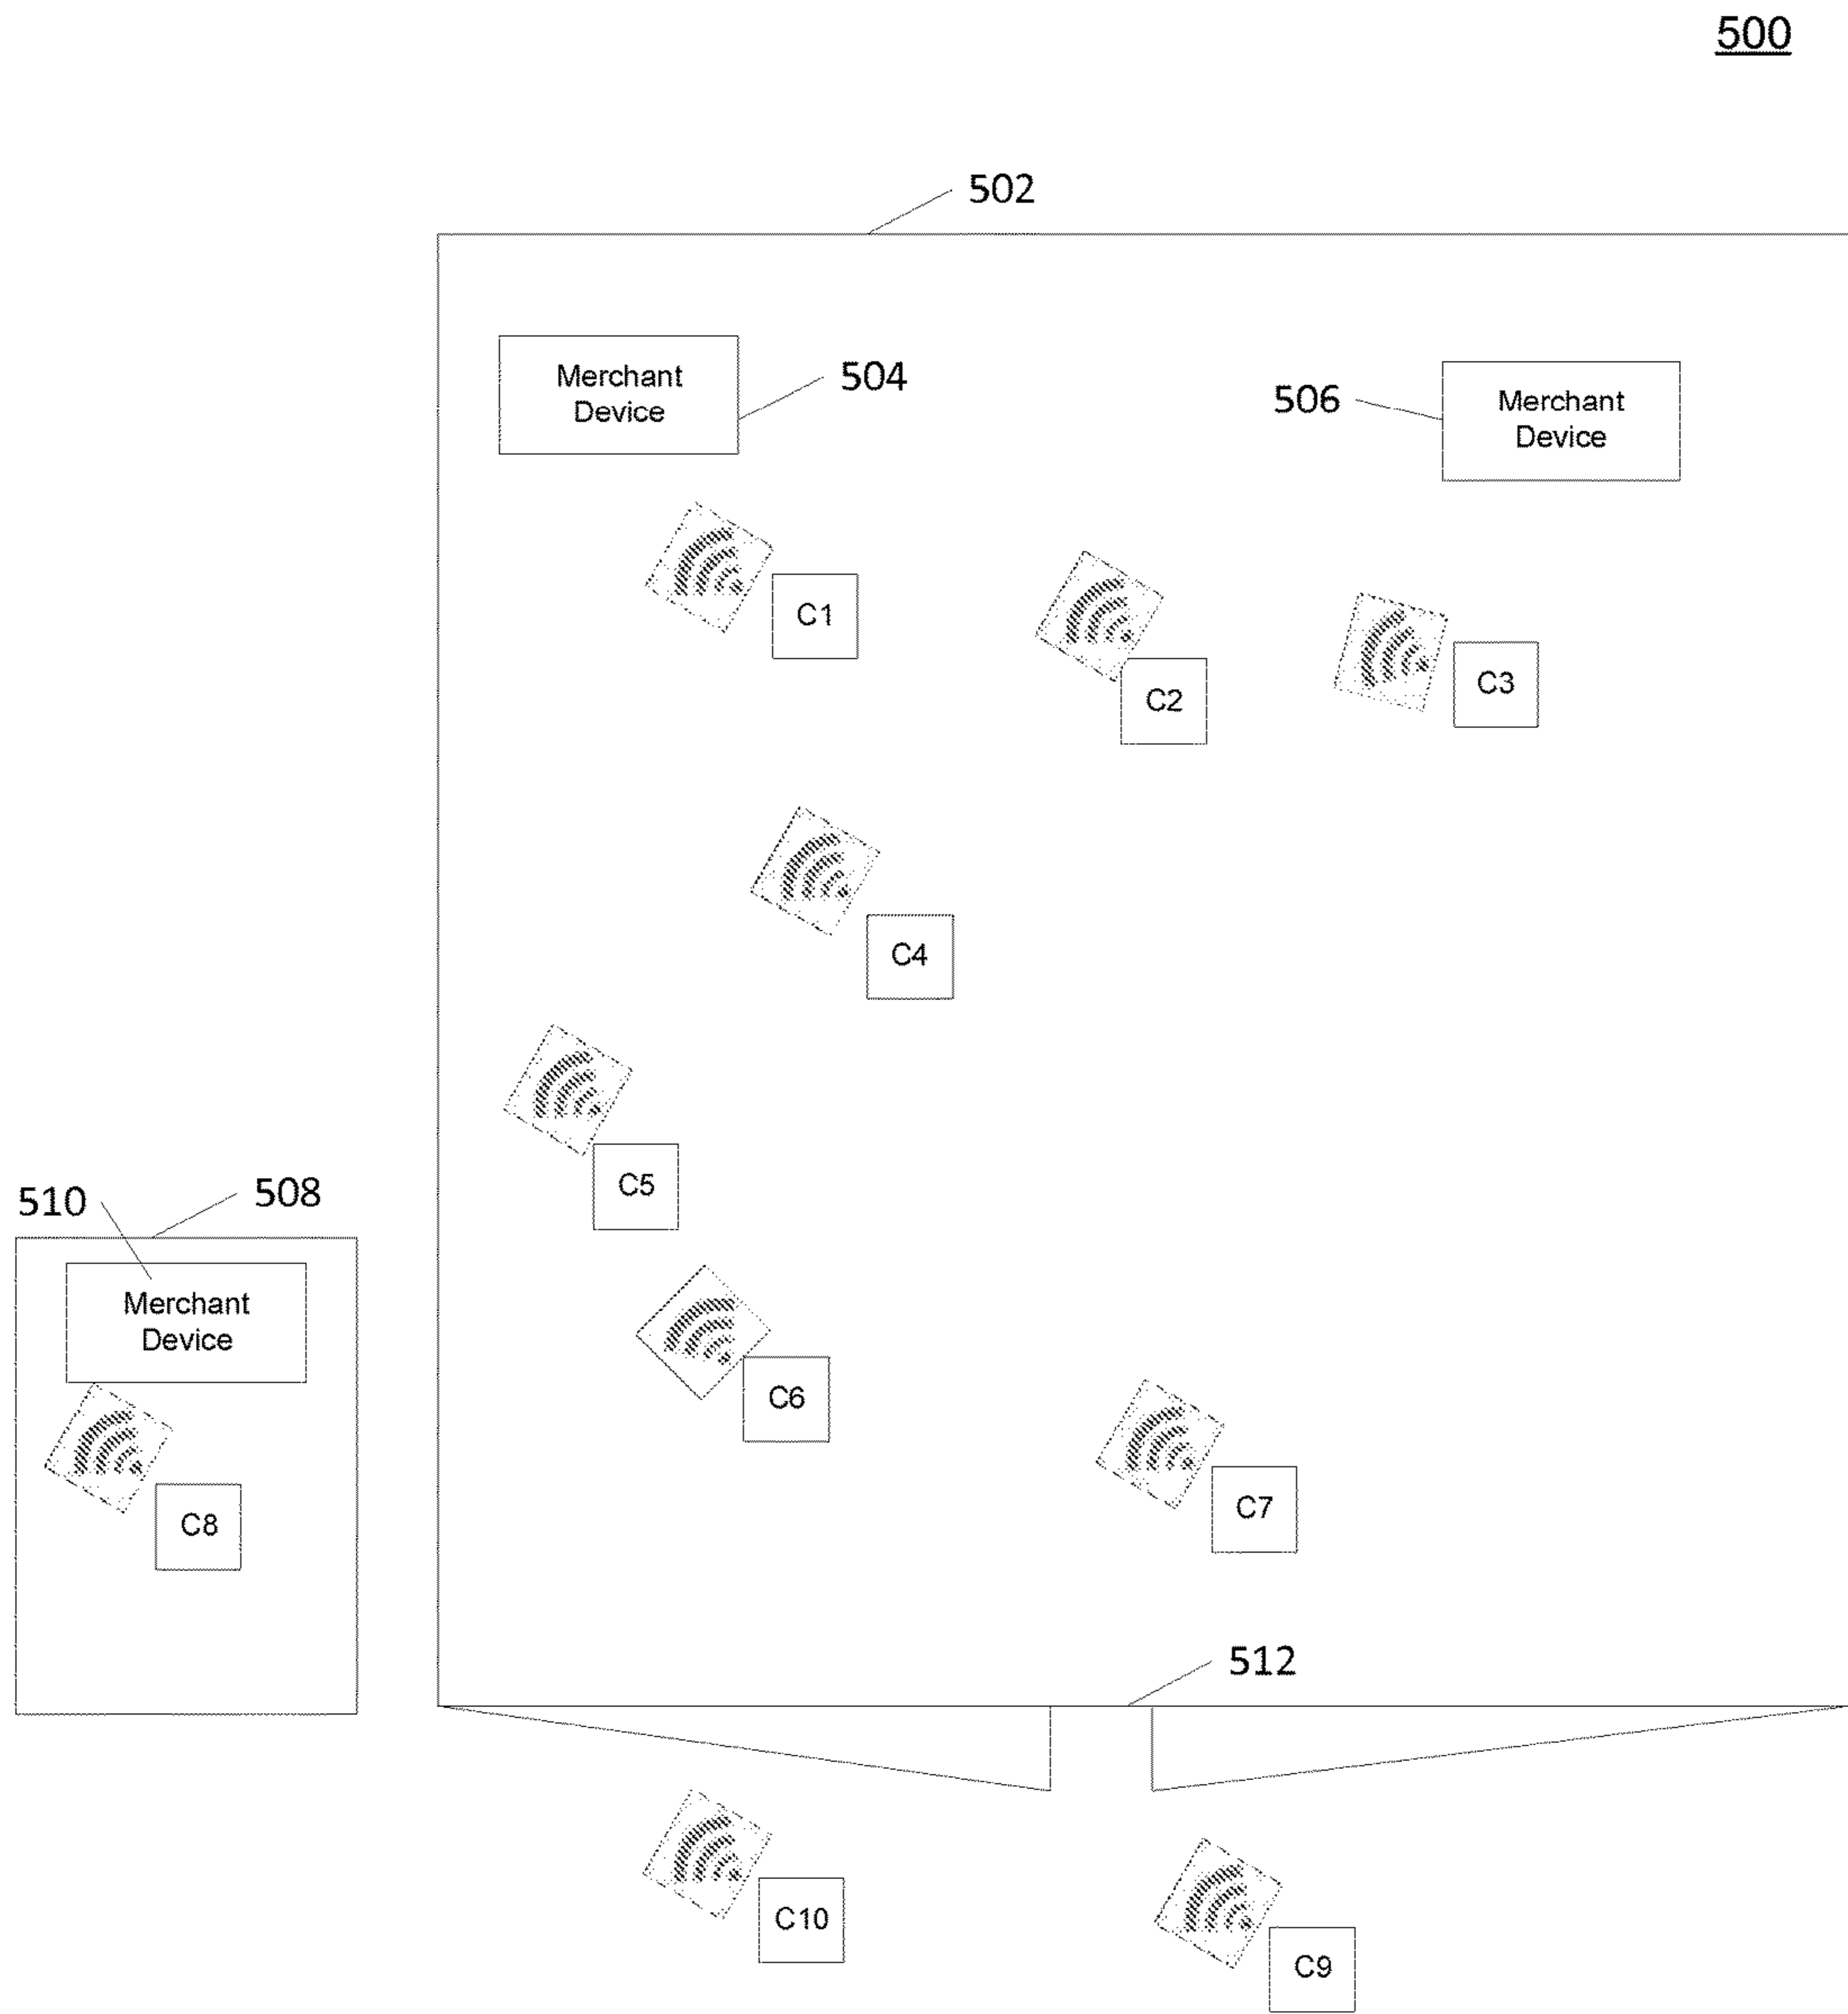 500
502
Merchant
Device
504
506
Merchant
Device
C1
C2
C3
C4
C5
510
508
Merchant
Device
C6
C7
C8
512
C10
C9